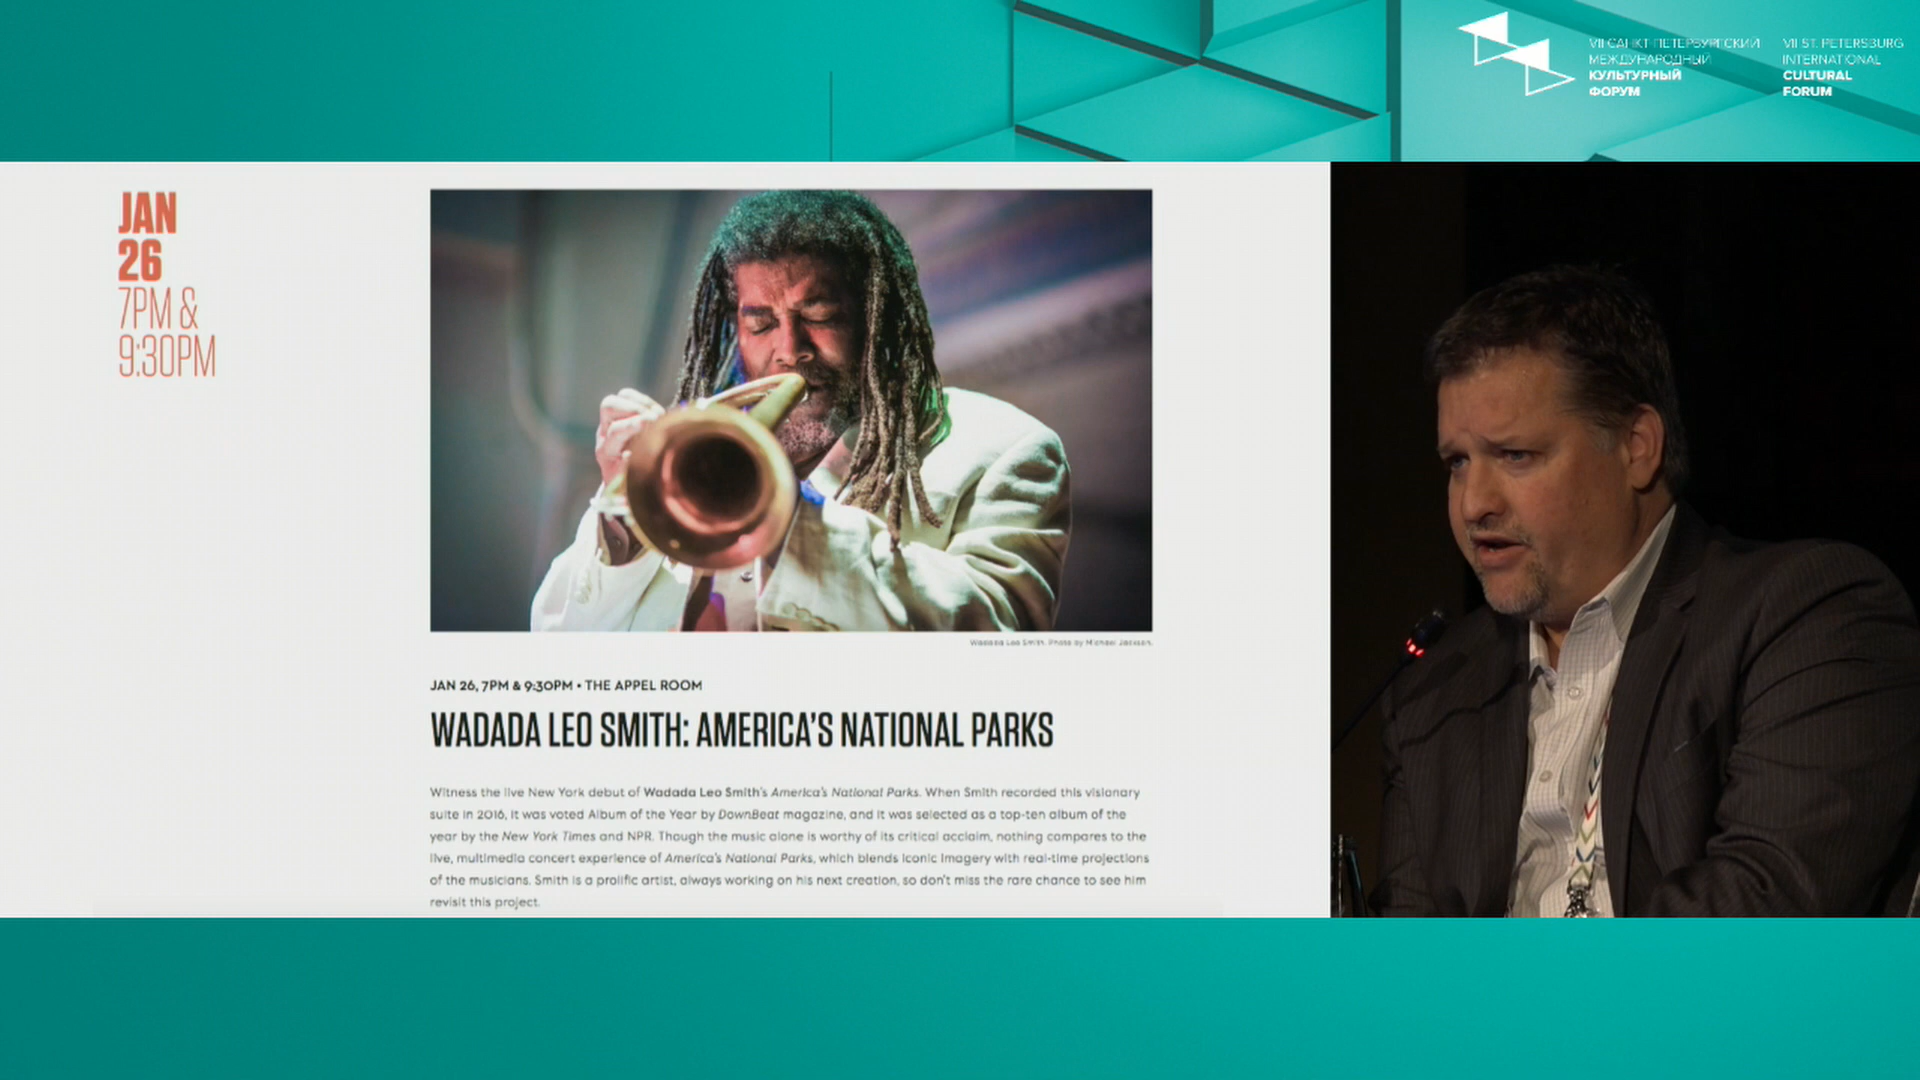 VII САНКТ-ПЕТЕРБУРГСКИЙ
МЕЖДУНАРОДНЫЙ
КУЛЬТУРНЫЙ
ФОРУМ
VII ST. PETERSBURG
INTERNATIONAL
CULTURAL
FORUM
JAN
26
7PM &
9:30PM
Wadada Leo Smith. Photo by Michael Jackson.
JAN 26, 7PM & 9:30PM • THE APPEL ROOM
WADADA LEO SMITH: AMERICA'S NATIONAL PARKS
Witness the live New York debut of Wadada Leo Smith's America's National Parks. When Smith recorded this visionary
suite in 2016, it was voted Album of the Year by DownBeat magazine, and it was selected as a top-ten album of the
year by the New York Times and NPR. Though the music alone is worthy of its critical acclaim, nothing compares to the
live, multimedia concert experience of America's National Parks, which blends iconic imagery with real-time projections
of the musicians. Smith is a prolific artist, always working on his next creation, so don't miss the rare chance to see him
revisit this project.